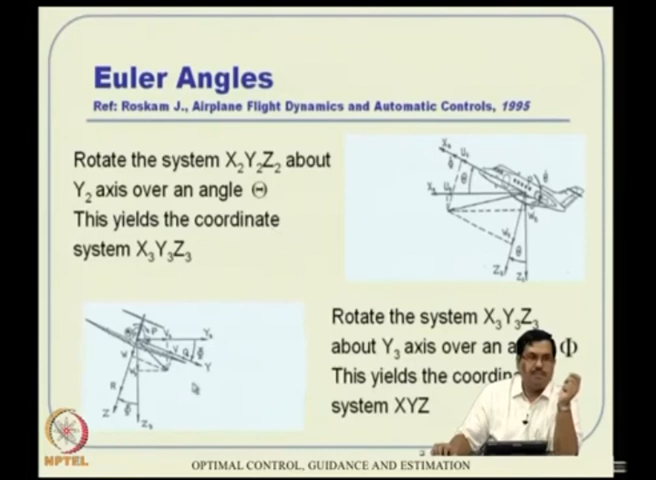 Euler Angles
Ref: Roskam J., Airplane Flight Dynamics and Automatic Controls, 1995
Rotate the system X₂Y₂Z₂ about
Y₂ axis over an angle Θ
This yields the coordinate
system X₃Y₃Z₃
Rotate the system X₃Y₃Z₃
about Y₃ axis over an Φ
This yields the
system XYZ
NPTEL
OPTIMAL CONTROL, GUIDANCE AND ESTIMATION